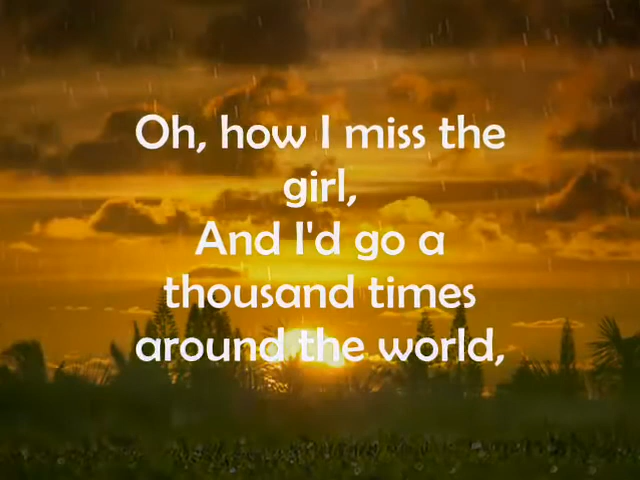 Oh, how I miss the
girl,
And I'd go a
thousand times
around the world,